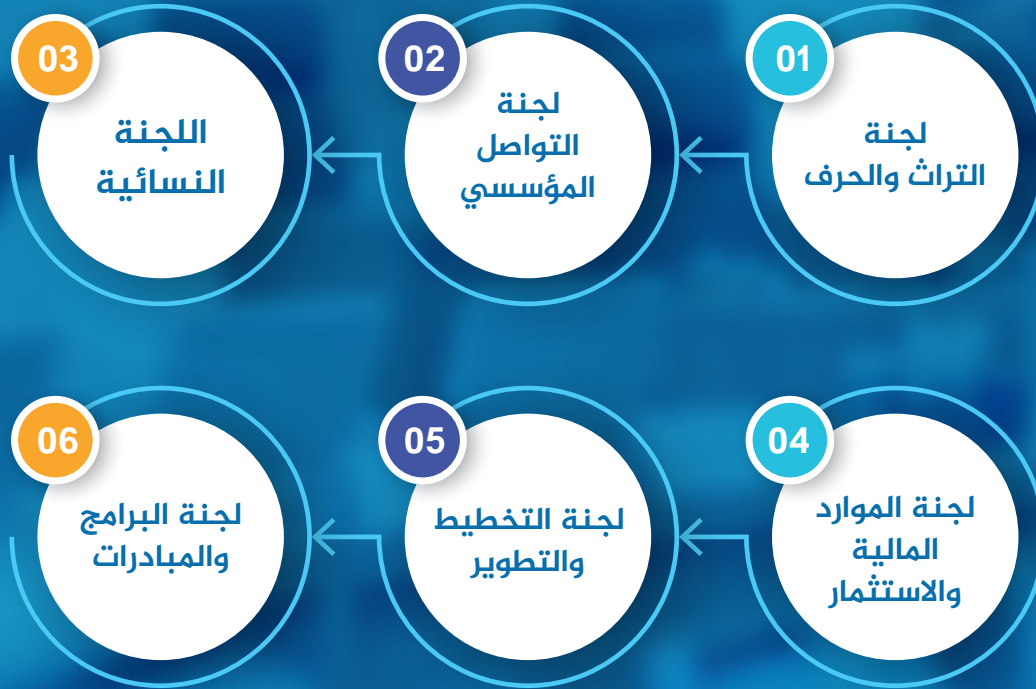 01
لجنة
التراث والحرف
02
لجنة
التواصل
المؤسسي
03
اللجنة
النسائية
04
لجنة الموارد
المالية
والاستثمار
05
لجنة التخطيط
والتطوير
06
لجنة البرامج
والمبادرات